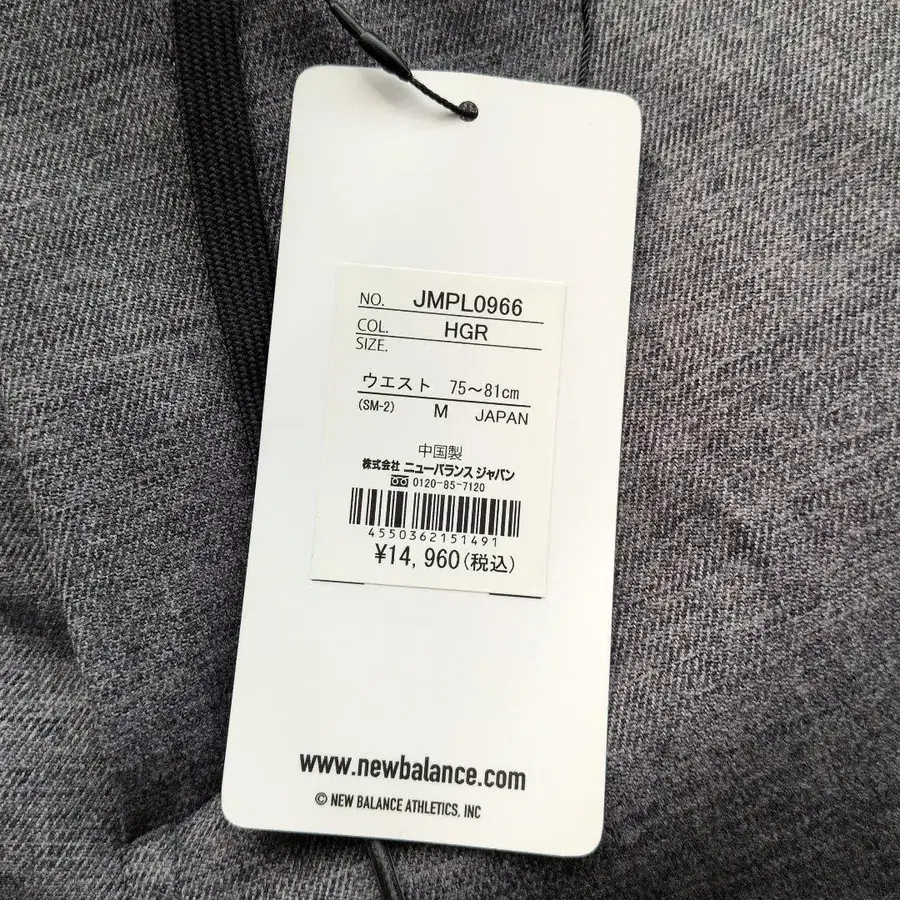 NO. JMPL0966
COL. HGR
SIZE.
ウエスト 75～81cm
(SM-2) M JAPAN
中国製
株式会社 ニューバランス ジャパン
0120-85-7120
4550362151491
¥14,960(税込)
www.newbalance.com
© NEW BALANCE ATHLETICS, INC